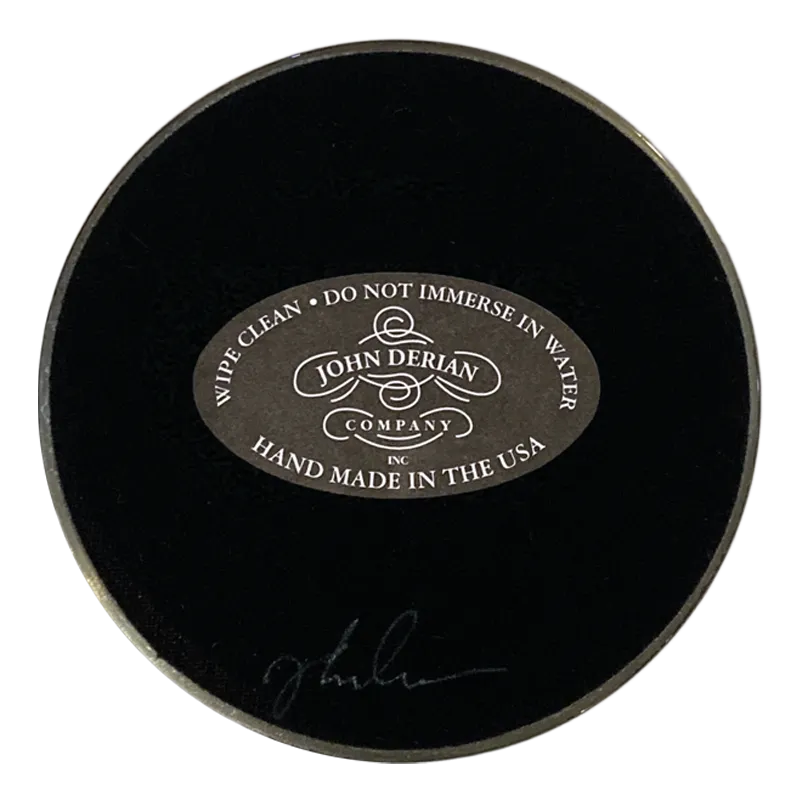 WIPE CLEAN • DO NOT IMMERSE IN WATER
JOHN DERIAN
COMPANY
INC
HAND MADE IN THE USA